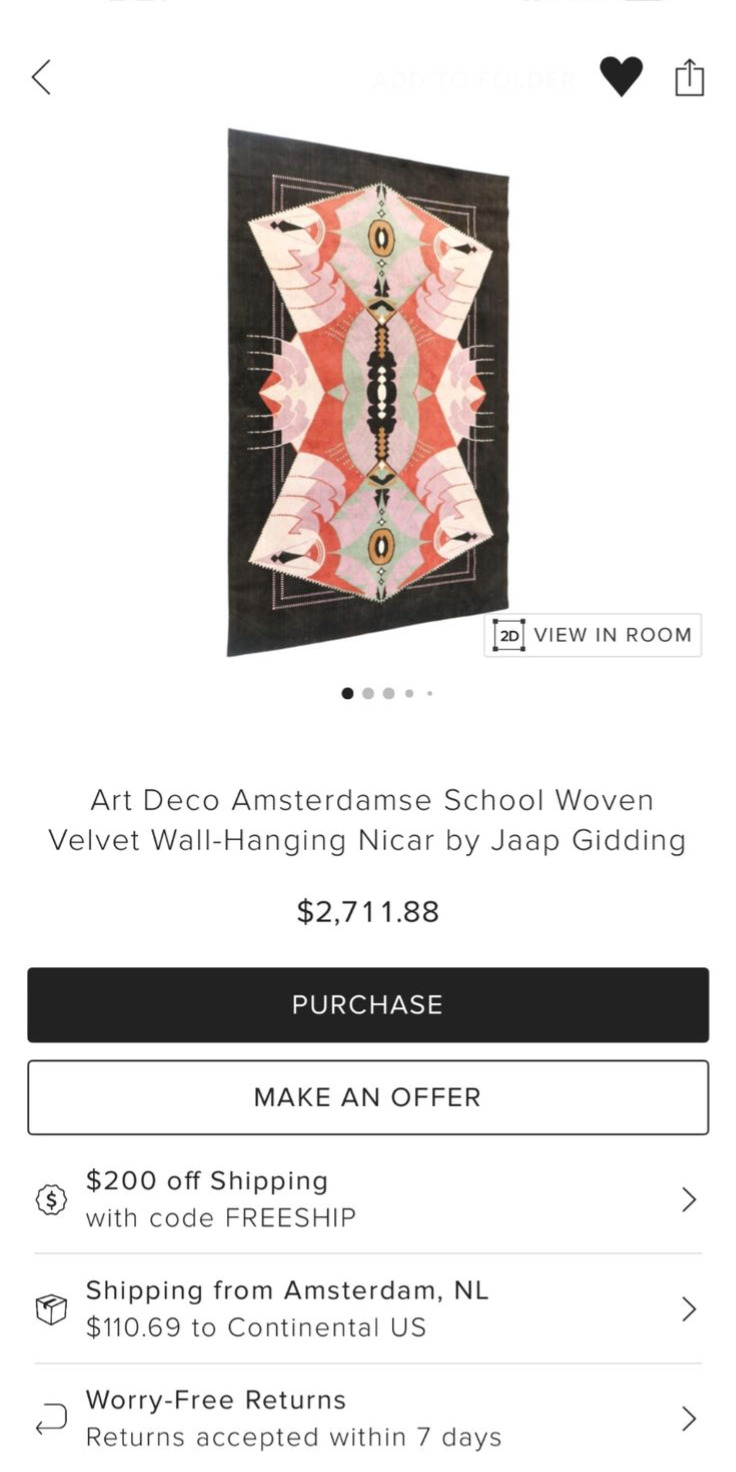 ADD TO FOLDER
2D VIEW IN ROOM
Art Deco Amsterdamse School Woven
Velvet Wall-Hanging Nicar by Jaap Gidding
$2,711.88
PURCHASE
MAKE AN OFFER
$200 off Shipping
with code FREESHIP
Shipping from Amsterdam, NL
$110.69 to Continental US
Worry-Free Returns
Returns accepted within 7 days